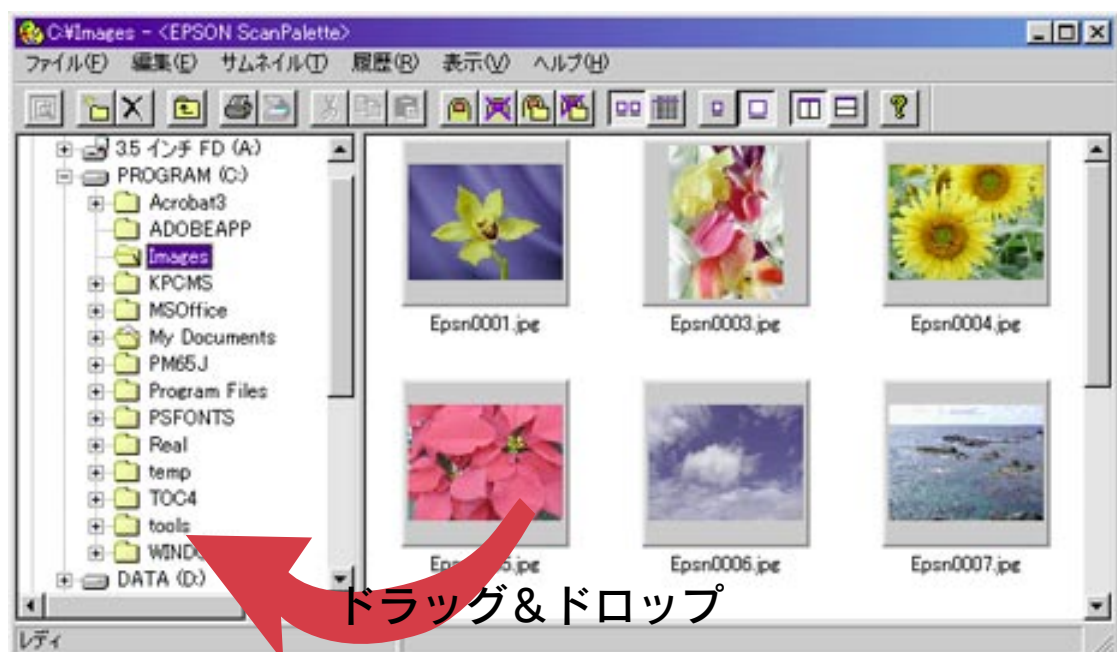 C:¥Images - <EPSON ScanPalette>
ファイル(F) 編集(E) サムネイル(T) 履歴(R) 表示(V) ヘルプ(H)
3.5 インチ FD (A:)
PROGRAM (C:)
Acrobat3
ADOBEAPP
Images
KPCMS
MSOffice
My Documents
PM65J
Program Files
PSFONTS
Real
temp
TOC4
tools
DATA (D:)
Epsn0001.jpg
Epsn0003.jpg
Epsn0004.jpg
Epsn0006.jpg
Epsn0007.jpg
ドラッグ&ドロップ
レディ